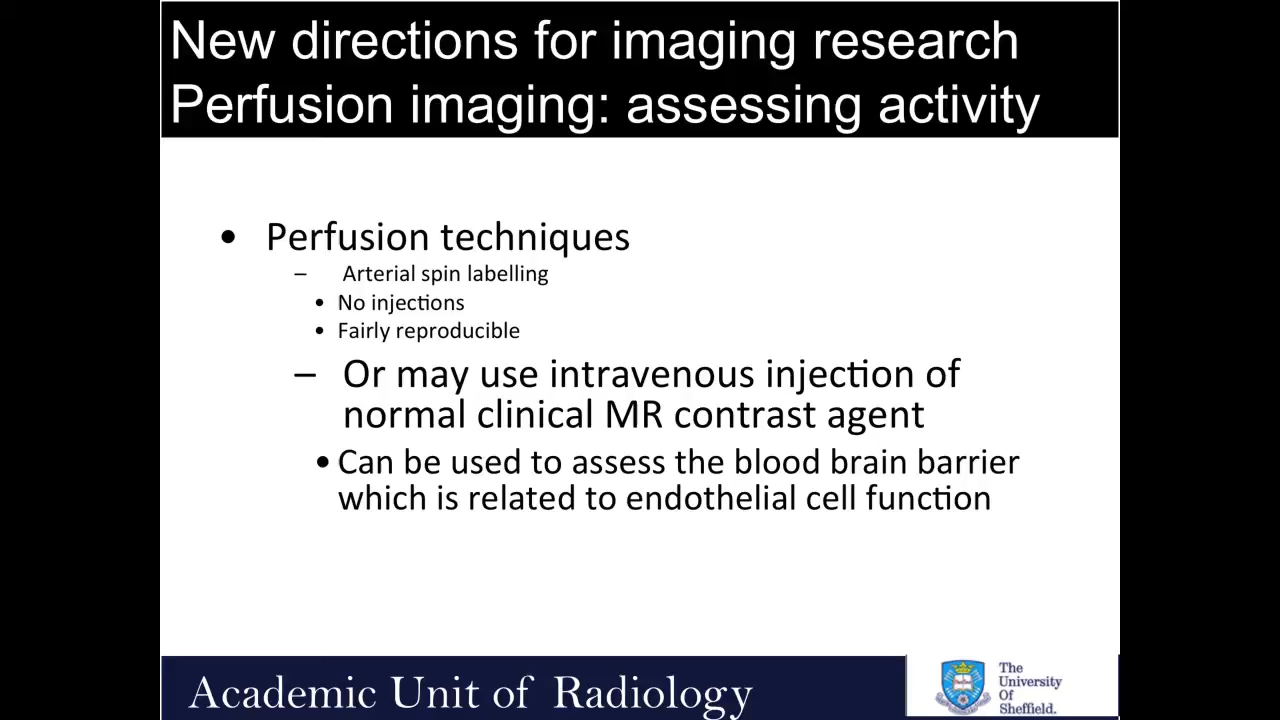 New directions for imaging research
Perfusion imaging: assessing activity
• Perfusion techniques
– Arterial spin labelling
• No injections
• Fairly reproducible
– Or may use intravenous injection of
normal clinical MR contrast agent
• Can be used to assess the blood brain barrier
which is related to endothelial cell function
Academic Unit of Radiology
The
University
Of
Sheffield.